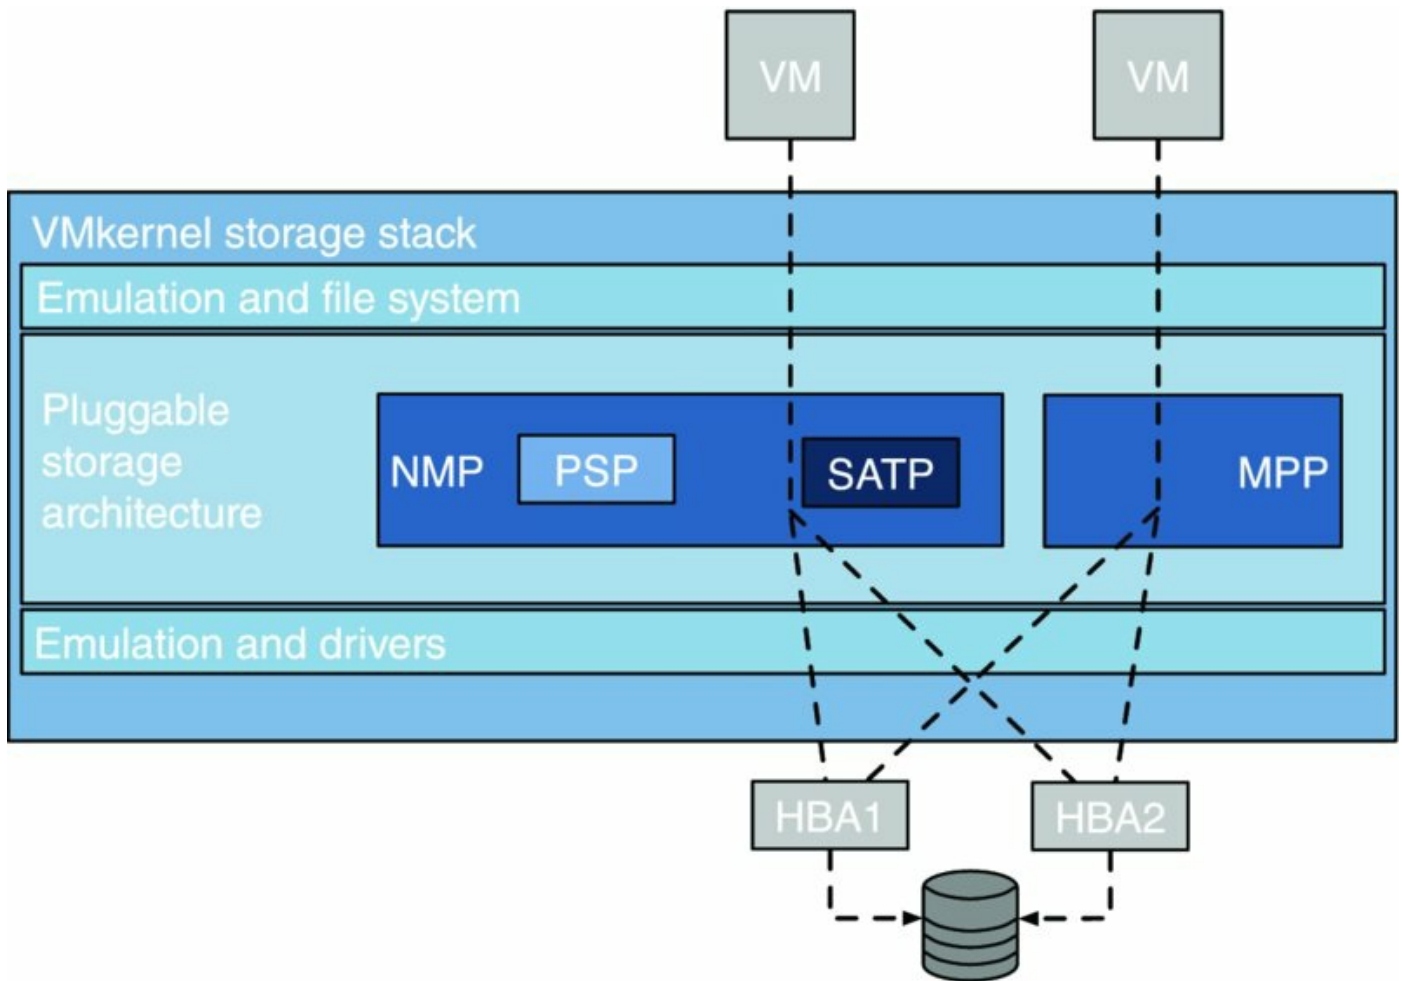 VM
VM
VMkernel storage stack
Emulation and file system
Pluggable
storage
architecture
NMP
PSP
SATP
MPP
Emulation and drivers
HBA1
HBA2